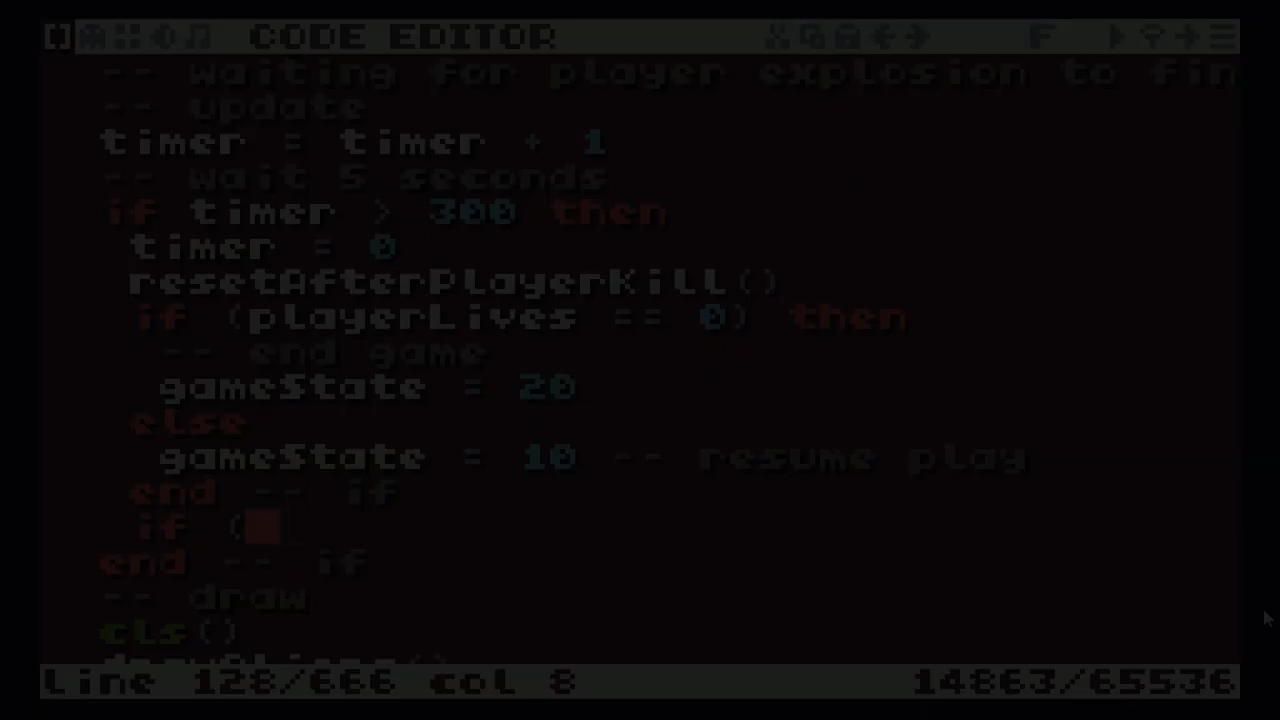 CODE EDITOR F
-- waiting for player explosion to fin
-- update
timer = timer + 1
-- wait 5 seconds
if timer > 300 then
timer = 0
resetAfterPlayerKill()
if (playerLives == 0) then
-- end game
gameState = 20
else
gameState = 10 -- resume play
end -- if
if (
end -- if
-- draw
cls()
drawAliens()
line 128/666 col 8 14863/65536